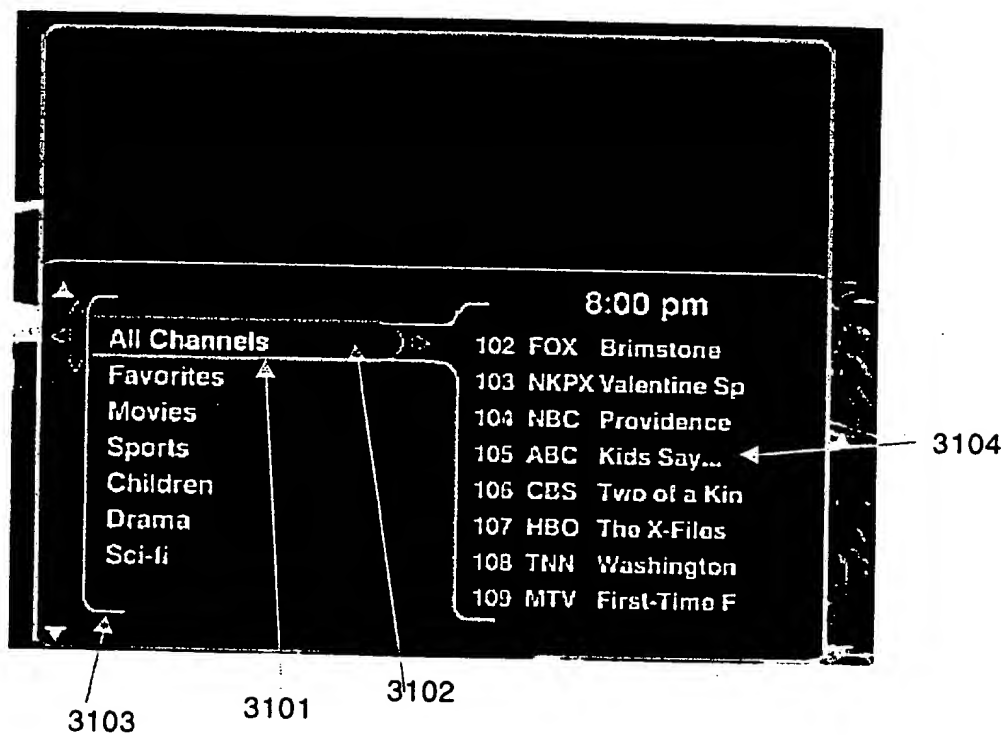 8:00 pm
All Channels
Favorites
Movies
Sports
Children
Drama
Sci-fi
102 FOX Brimstone
103 NKPX Valentine Sp
104 NBC Providence
105 ABC Kids Say...
106 CBS Two of a Kin
107 HBO The X-Files
108 TNN Washington
109 MTV First-Time F
3104
3103
3101
3102